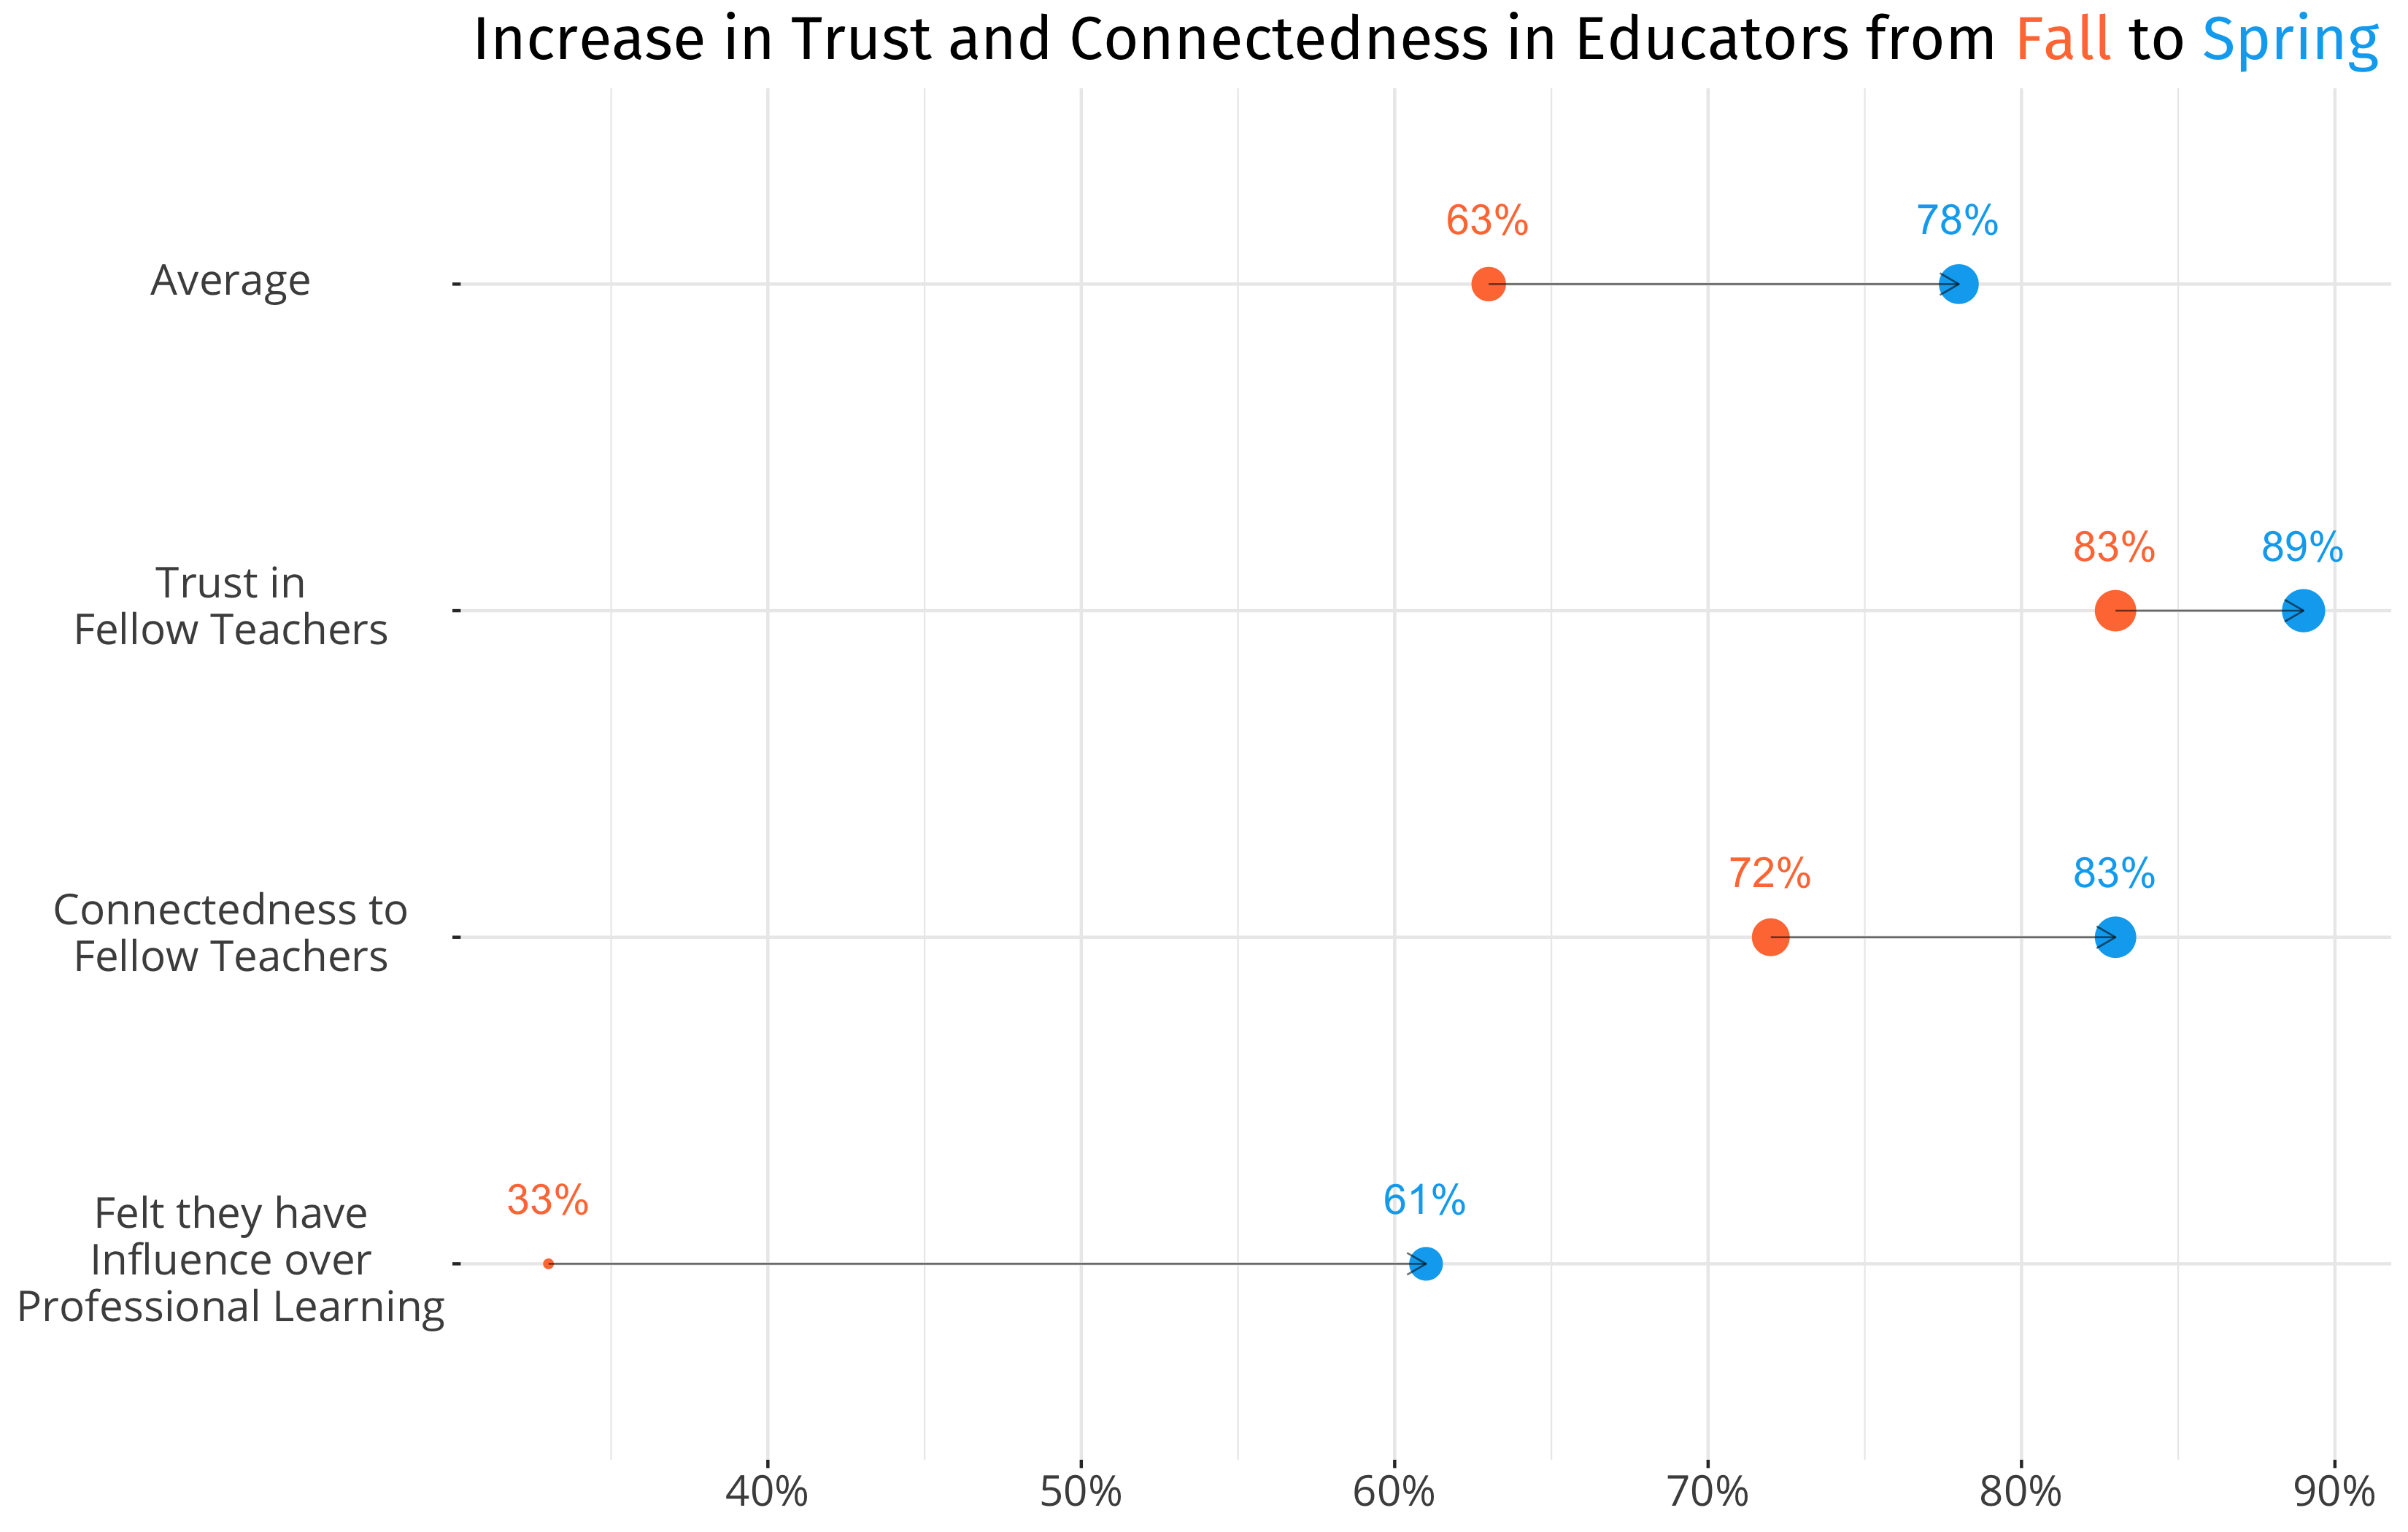 Increase in Trust and Connectedness in Educators from Fall to Spring
63%
78%
Average
83%
89%
Trust in
Fellow Teachers
72%
83%
Connectedness to
Fellow Teachers
33%
61%
Felt they have
Influence over
Professional Learning
40%
50%
60%
70%
80%
90%